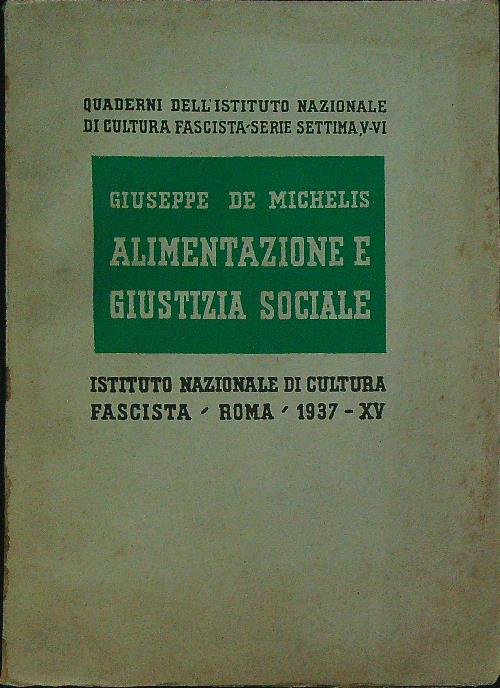 QUADERNI DELL'ISTITUTO NAZIONALE
DI CULTURA FASCISTA-SERIE SETTIMA, V-VI
GIUSEPPE DE MICHELIS
ALIMENTAZIONE E
GIUSTIZIA SOCIALE
ISTITUTO NAZIONALE DI CULTURA
FASCISTA - ROMA - 1937 - XV